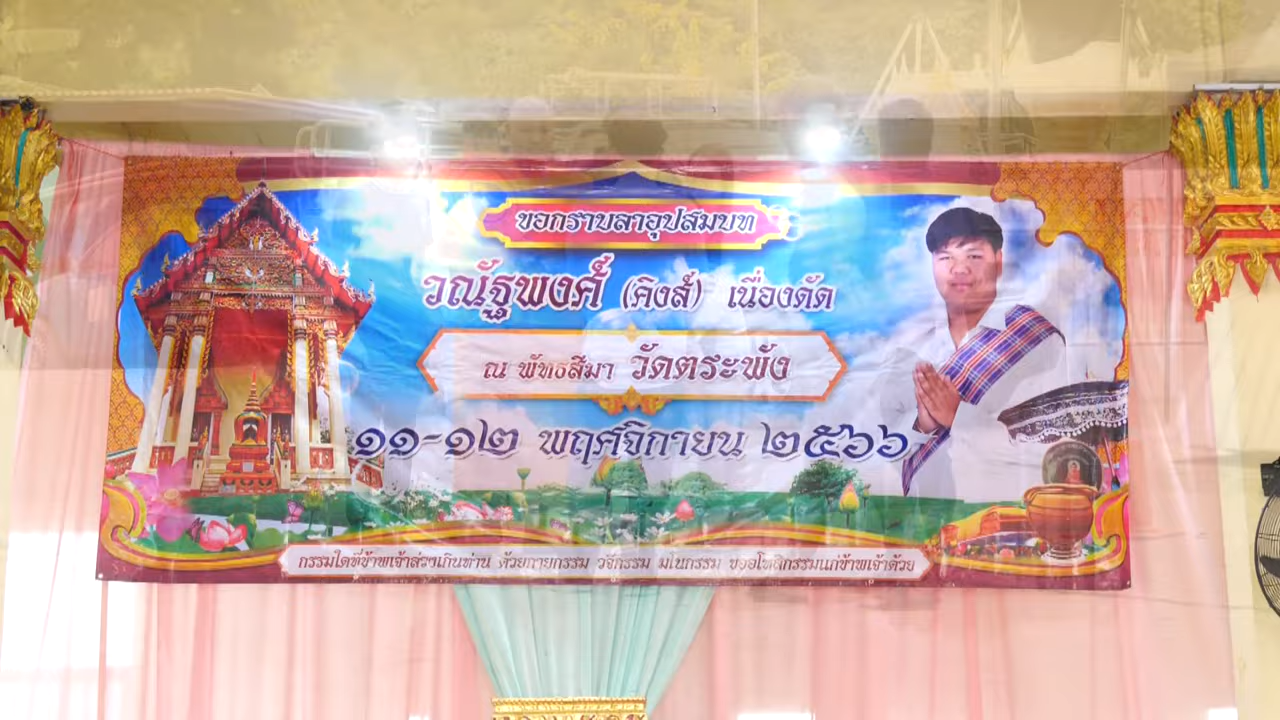 ขอกราบลาอุปสมบท
วณัฐพงศ์ (คิงส์) เนื่องดัด
ณ พัทธสีมา วัดตระพัง
๑๑-๑๒ พฤศจิกายน ๒๕๖๖
กรรมใดที่ข้าพเจ้าล่วงเกินท่าน ด้วยกายกรรม วจีกรรม มโนกรรม ขออโหสิกรรมแก่ข้าพเจ้าด้วย